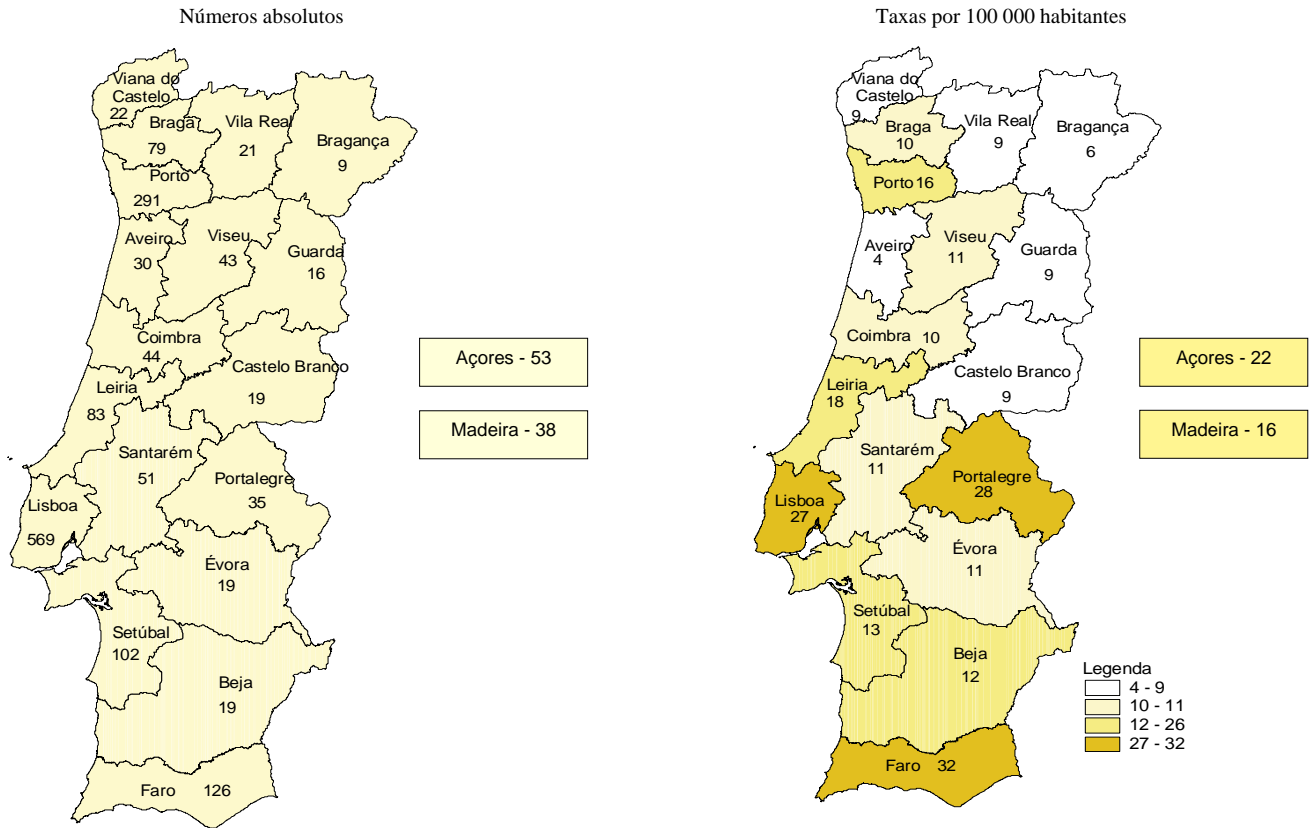 Números absolutos
Viana do
Castelo
22
Braga
79
Vila Real
21
Bragança
9
Porto
291
Aveiro
30
Viseu
43
Guarda
16
Coimbra
44
Castelo Branco
19
Leiria
83
Santarém
51
Portalegre
35
Lisboa
569
Évora
19
Setúbal
102
Beja
19
Faro 126
Açores - 53
Madeira - 38
Taxas por 100 000 habitantes
Viana do
Castelo
9
Braga
10
Vila Real
9
Bragança
6
Porto 16
Aveiro
4
Viseu
11
Guarda
9
Coimbra 10
Castelo Branco
9
Leiria
18
Santarém
11
Portalegre
28
Lisboa
27
Évora
11
Setúbal
13
Beja
12
Faro 32
Açores - 22
Madeira - 16
Legenda
4 - 9
10 - 11
12 - 26
27 - 32